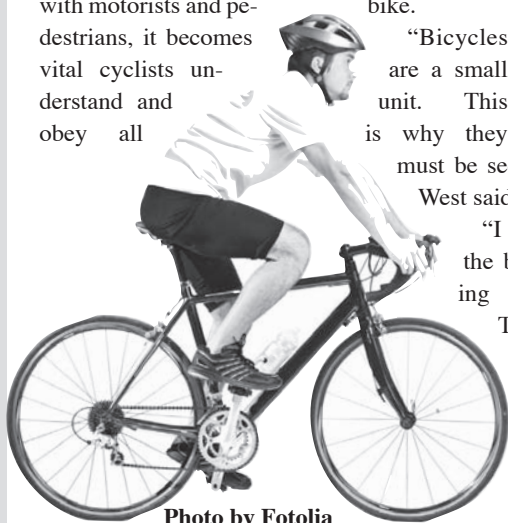 with motorists and pe-
destrians, it becomes
vital cyclists un-
derstand and
obey all
bike.
“Bicycles
are a small
unit. This
is why they
must be se
West said
“I
the
ing
Photo by Fotolia